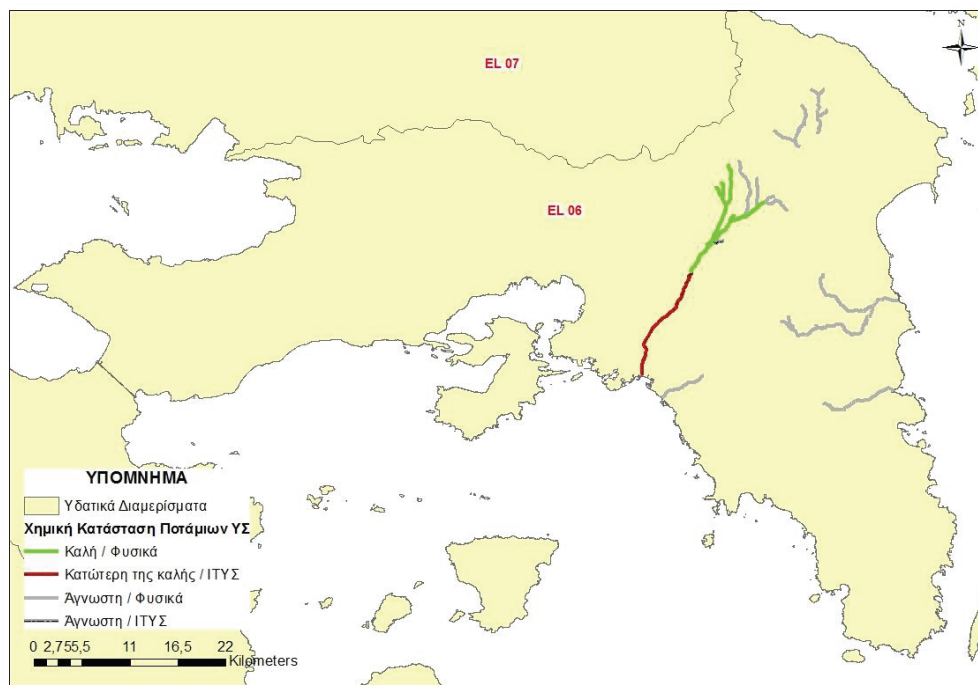 N
EL 07
EL 06
ΥΠΟΜΝΗΜΑ
Υδατικά Διαμερίσματα
Χημική Κατάσταση Ποτάμιων ΥΣ
Καλή / Φυσικά
Κατώτερη της καλής / ΙΤΥΣ
Άγνωστη / Φυσικά
Άγνωστη / ΙΤΥΣ
0 2,755,5 11 16,5 22
Kilometers